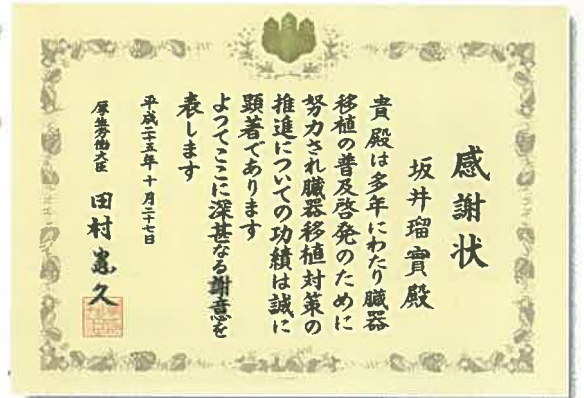 感謝状
坂井瑠實殿
貴殿は多年にわたり臓器
移植の普及啓発のために
努力され臓器移植対策の
推進についての功績は誠に
顕著であります
よってここに深甚なる謝意を
表します
平成二十五年十月二十七日
厚生労働大臣 田村憲久